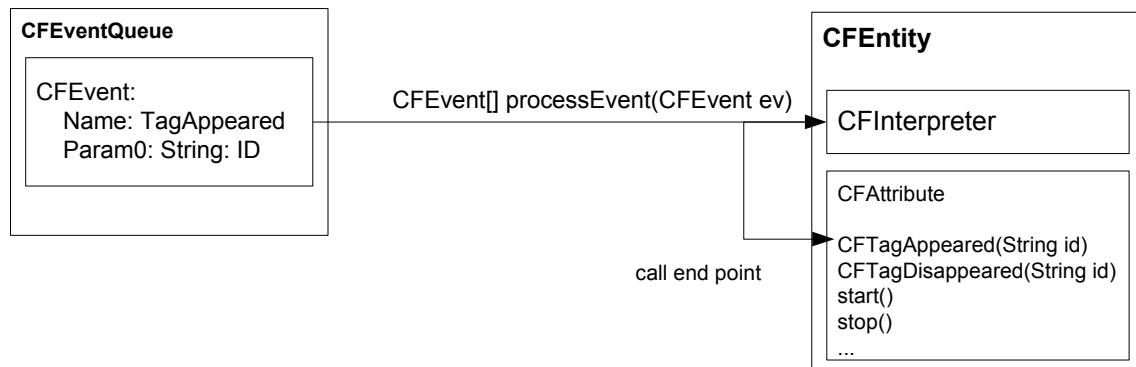 CFEventQueue
CFEvent:
Name: TagAppeared
Param0: String: ID
CFEvent[] processEvent(CFEvent ev)
call end point
CFEntity
CFInterpreter
CFAttribute
CFTagAppeared(String id)
CFTagDisappeared(String id)
start()
stop()
...